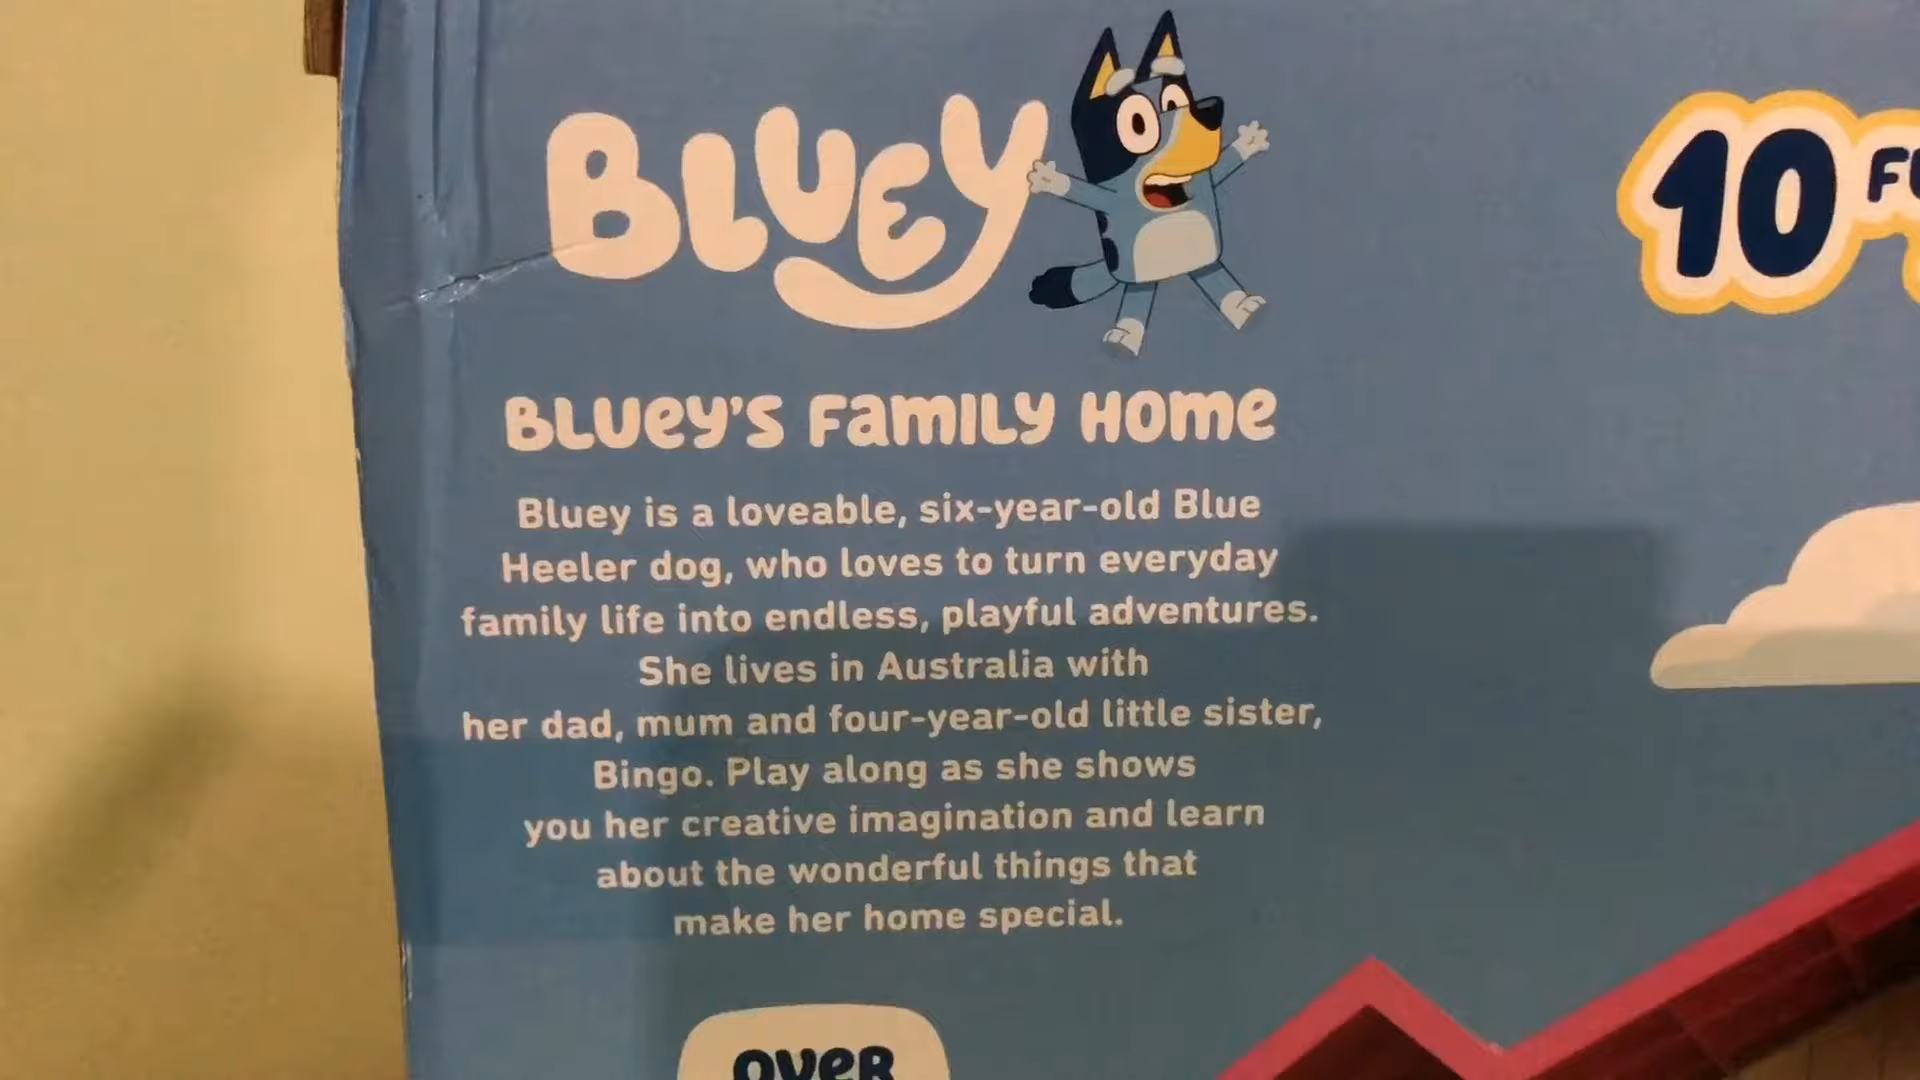 BLUEY
10
BLUEY'S FAMILY HOME
Bluey is a loveable, six-year-old Blue
Heeler dog, who loves to turn everyday
family life into endless, playful adventures.
She lives in Australia with
her dad, mum and four-year-old little sister,
Bingo. Play along as she shows
you her creative imagination and learn
about the wonderful things that
make her home special.
OVER